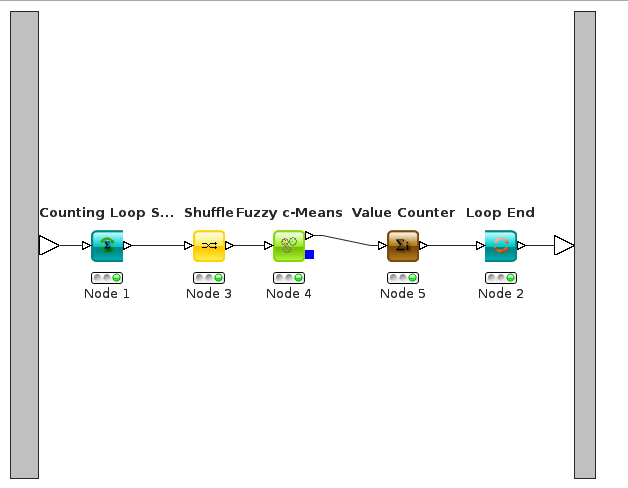 Counting Loop S... Shuffle Fuzzy c-Means Value Counter Loop End
Σ Σi
Node 1 Node 3 Node 4 Node 5 Node 2